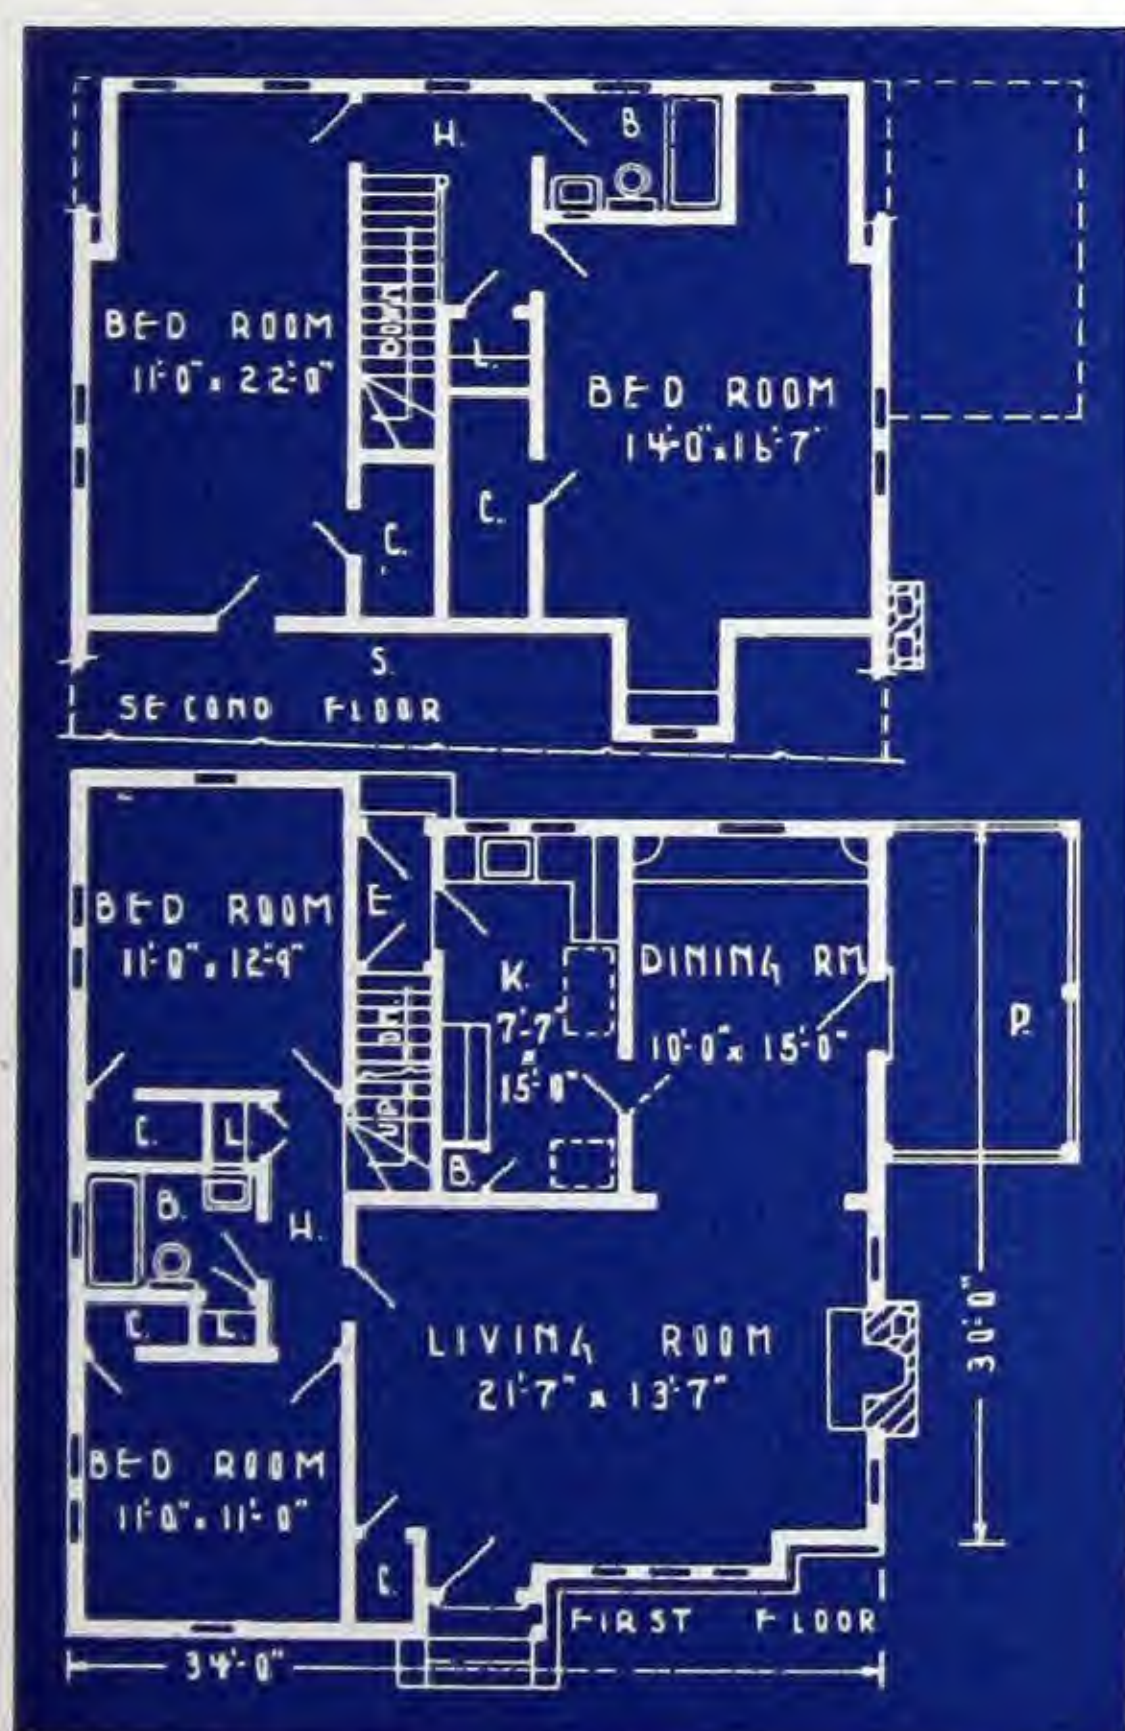 H.
B
BED ROOM
11'-0" x 22'-0"
DOWN
L.
BED ROOM
14'-0" x 16'-7"
C.
C.
S.
SECOND FLOOR
BED ROOM
11'-0" x 12'-9"
E
K.
7'-7"
x
15'-0"
DINING RM
10'-0" x 15'-0"
P.
DN.
UP
C.
L.
B.
B.
H.
C.
L.
LIVING ROOM
21'-7" x 13'-7"
30'-0"
BED ROOM
11'-0" x 11'-0"
C.
FIRST FLOOR
34'-0"